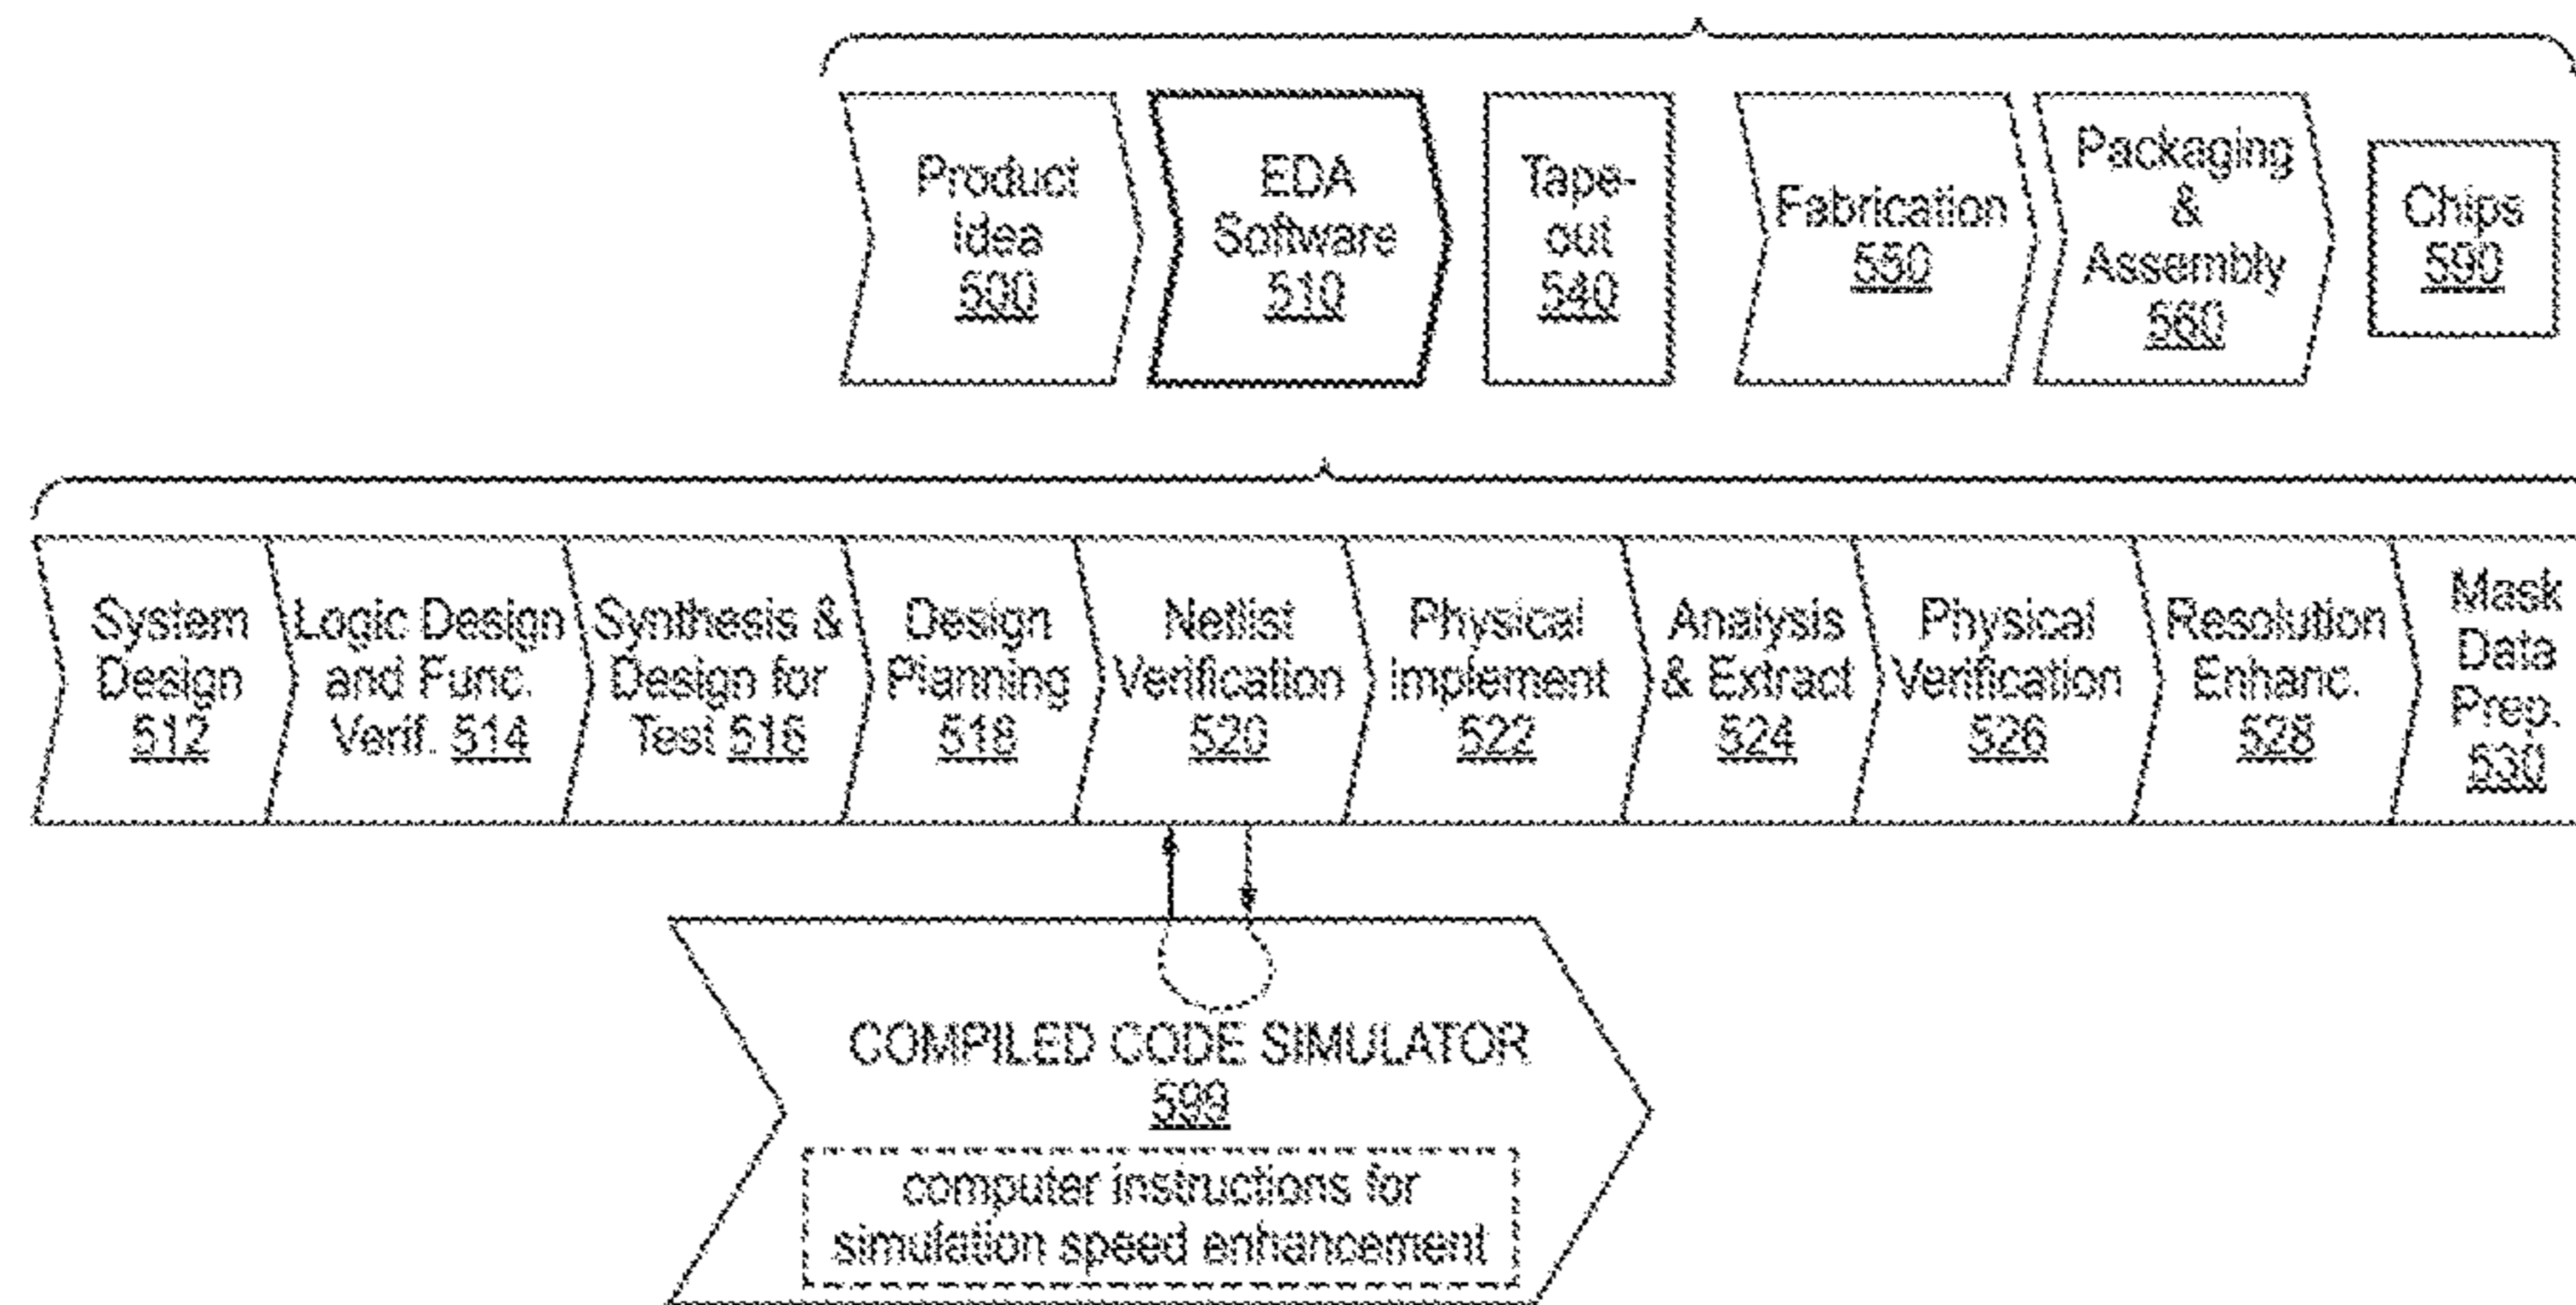 Product
Idea
500
EDA
Software
510
Tape-
out
540
Fabrication
550
Packaging
&
Assembly
560
Chips
590
System
Design
512
Logic Design
and Func.
Verif. 514
Synthesis &
Design for
Test 516
Design
Planning
518
Netlist
Verification
520
Physical
Implement
522
Analysis
& Extract
524
Physical
Verification
526
Resolution
Enhanc.
528
Mask
Data
Prep.
530
COMPILED CODE SIMULATOR
599
computer instructions for
simulation speed enhancement